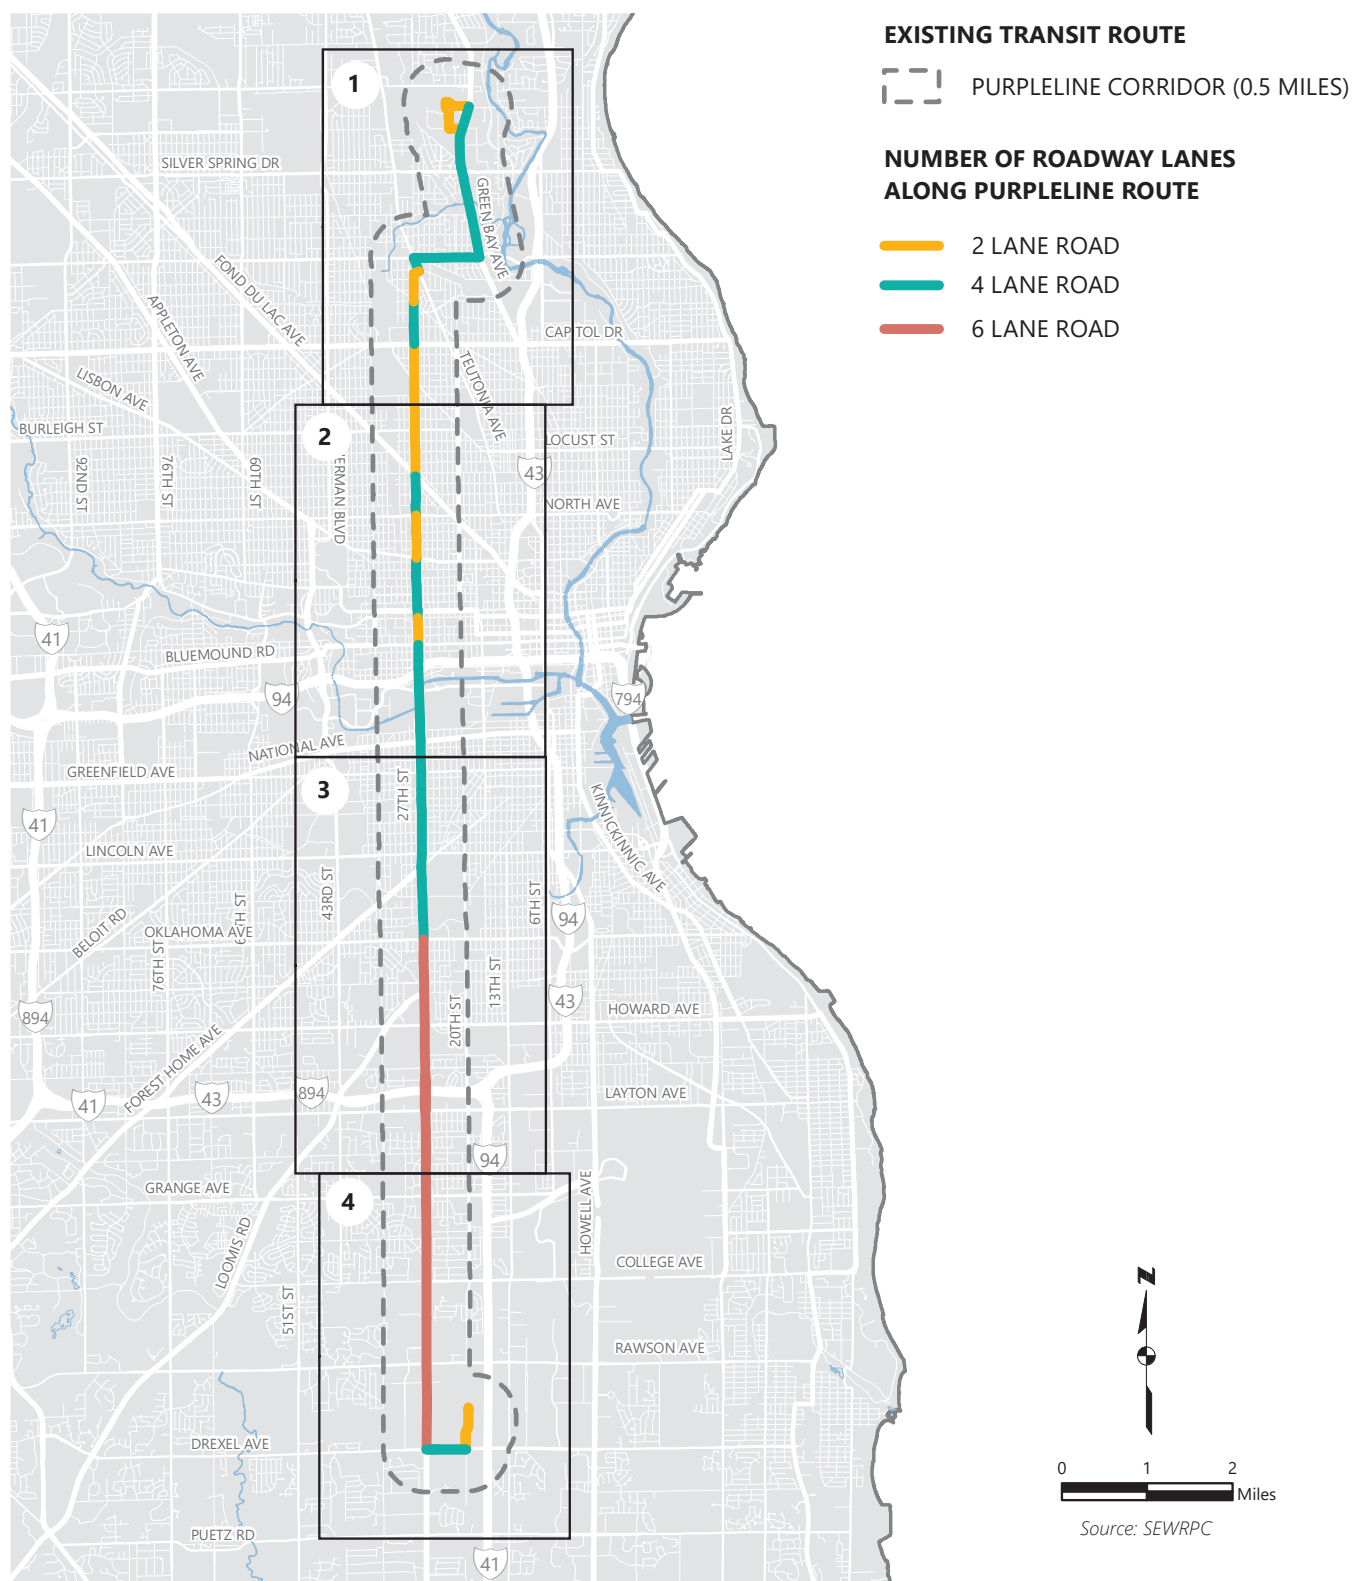 EXISTING TRANSIT ROUTE
PURPLELINE CORRIDOR (0.5 MILES)
NUMBER OF ROADWAY LANES
ALONG PURPLELINE ROUTE
2 LANE ROAD
4 LANE ROAD
6 LANE ROAD
1
SILVER SPRING DR
GREEN BAY AVE
FOND DU LAC AVE
APPLETON AVE
CAPITOL DR
LISBON AVE
TEUTONIA AVE
BURLEIGH ST
2
LOCUST ST
LAKE DR
92ND ST
76TH ST
60TH ST
ERMAN BLVD
43
NORTH AVE
41
BLUEMOUND RD
94
794
NATIONAL AVE
GREENFIELD AVE
3
27TH ST
KINNICKINNIC AVE
41
LINCOLN AVE
43RD ST
6TH ST
BELOIT RD
TH ST
OKLAHOMA AVE
94
76TH ST
13TH ST
43
894
20TH ST
HOWARD AVE
FOREST HOME AVE
41
43
894
LAYTON AVE
94
GRANGE AVE
4
HOWELL AVE
LOOMIS RD
COLLEGE AVE
51ST ST
RAWSON AVE
DREXEL AVE
PUETZ RD
41
N
0 1 2
Miles
Source: SEWRPC